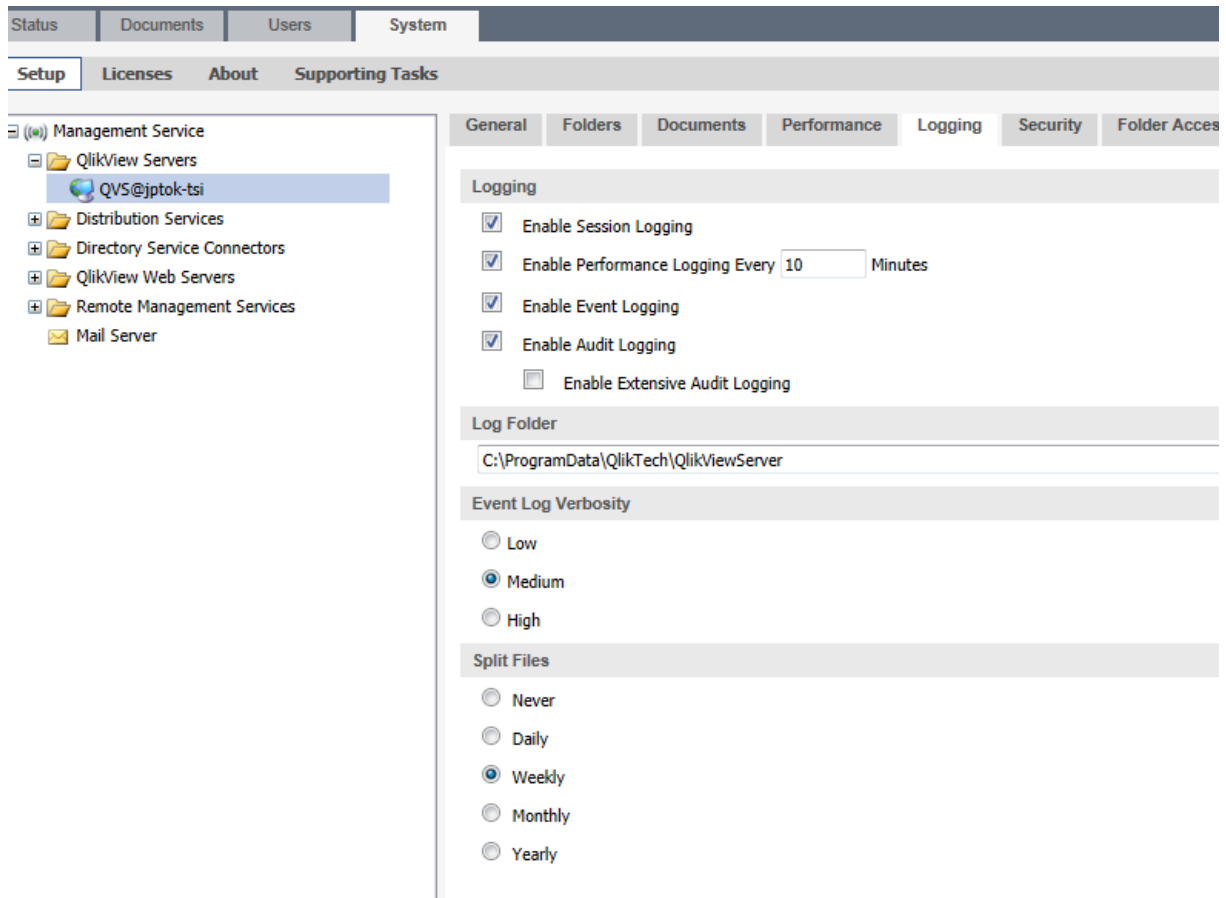 Status Documents Users System
Setup Licenses About Supporting Tasks
Management Service
QlikView Servers
QVS@jptok-tsi
Distribution Services
Directory Service Connectors
QlikView Web Servers
Remote Management Services
Mail Server
General Folders Documents Performance Logging Security Folder Acces
Logging
Enable Session Logging
Enable Performance Logging Every 10 Minutes
Enable Event Logging
Enable Audit Logging
Enable Extensive Audit Logging
Log Folder
C:\ProgramData\QlikTech\QlikViewServer
Event Log Verbosity
Low
Medium
High
Split Files
Never
Daily
Weekly
Monthly
Yearly